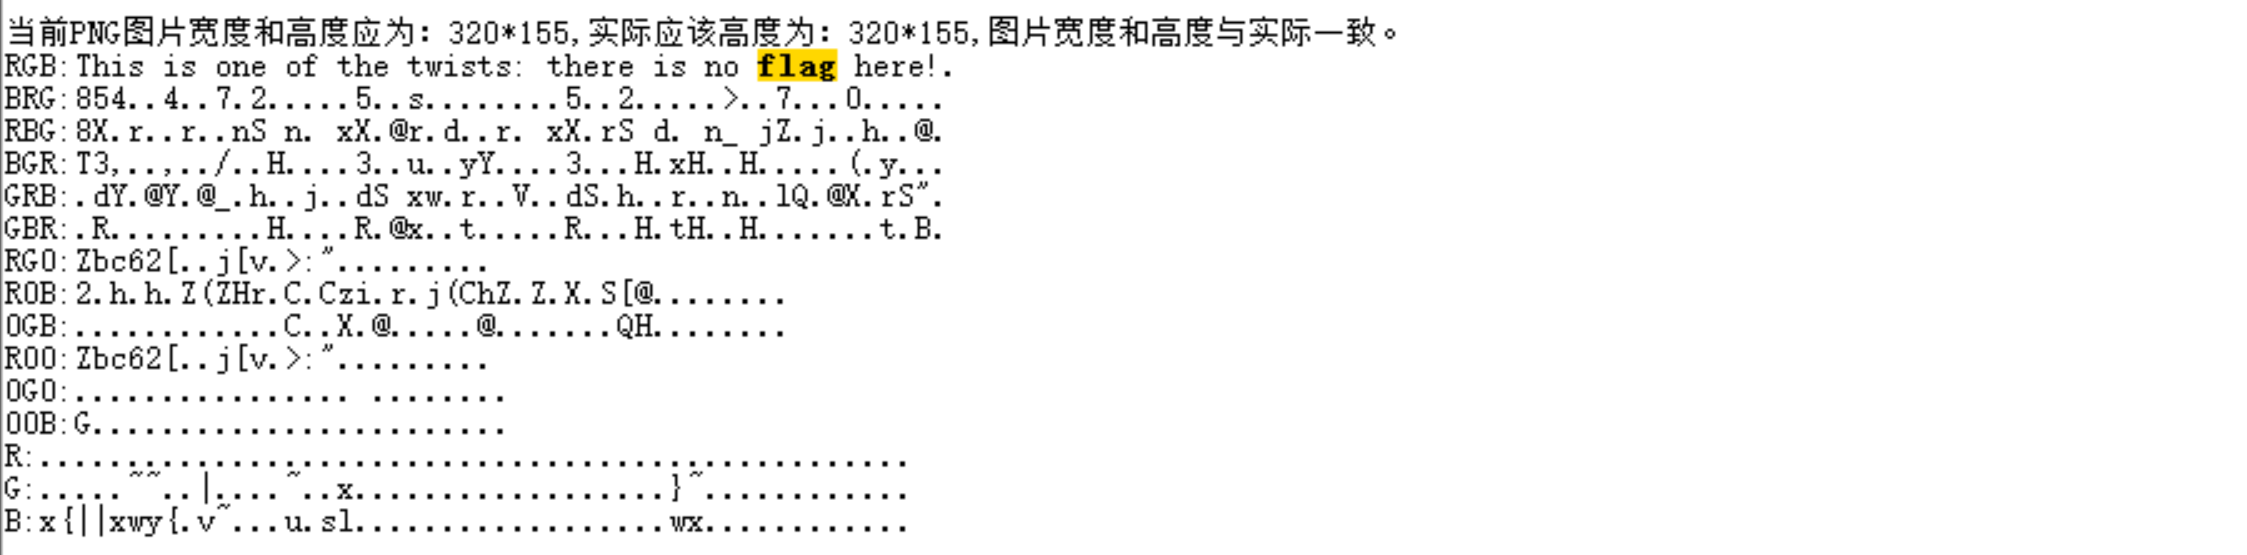 当前PNG图片宽度和高度应为：320*155,实际应该高度为：320*155,图片宽度和高度与实际一致。
RGB:This is one of the twists: there is no flag here!.
BRG:854..4..7.2.....5..s........5..2.....>..7...0.....
RBG:8X.r..r..nS n. xX.@r.d..r. xX.rS d. n_ jZ.j..h..@.
BGR:T3,..,../..H....3..u..yY....3...H.xH..H.....(.y...
GRB:.dY.@Y.@_.h..j..dS xw.r..V..dS.h..r..n..lQ.@X.rS".
GBR:.R.........H....R.@x..t.....R...H.tH..H.......t.B.
RG0:Zbc62[..j[v.>:".........
R0B:2.h.h.Z(ZHr.C.Czi.r.j(ChZ.Z.X.S[@........
0GB:............C..X.@.....@.......QH........
R00:Zbc62[..j[v.>:".........
0G0:................ ........
00B:G........................
R:..................................................
G:.....~~..|....~..x..................}~............
B:x{||xwy{.v~...u.sl..................wx............